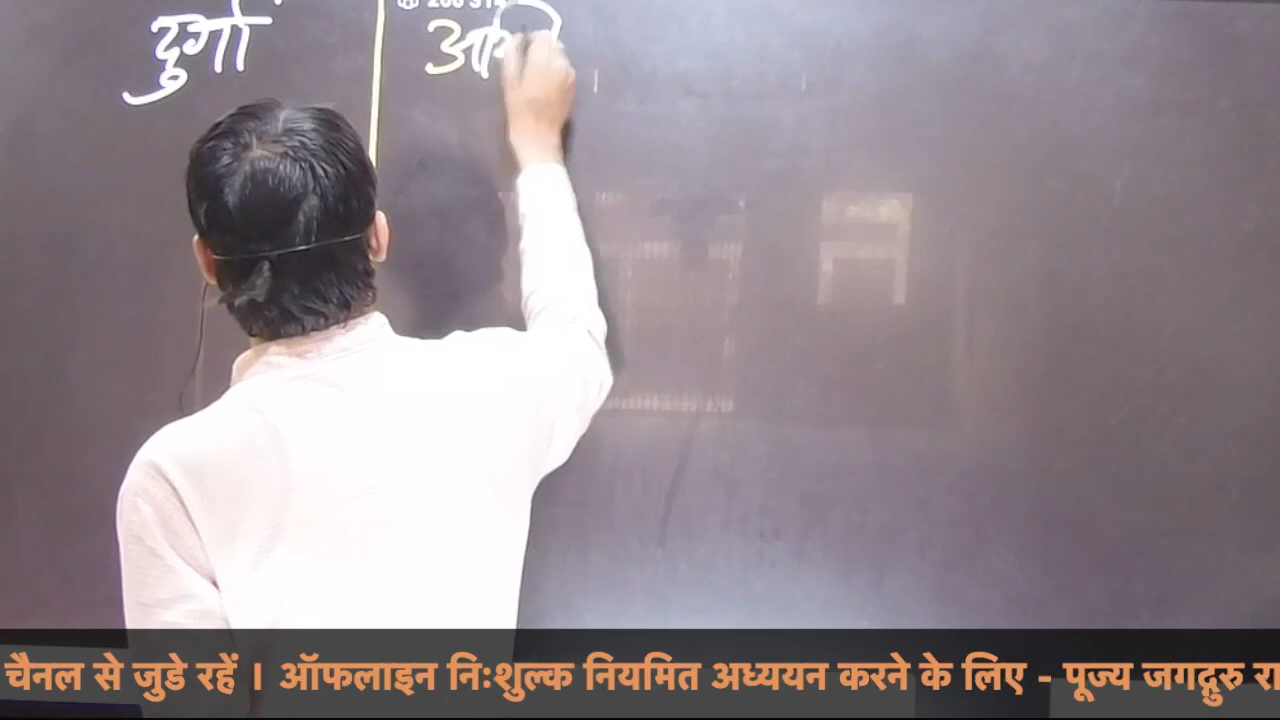 दुर्गा
चैनल से जुडे रहें । ऑफलाइन निःशुल्क नियमित अध्ययन करने के लिए - पूज्य जगद्गुरु रा